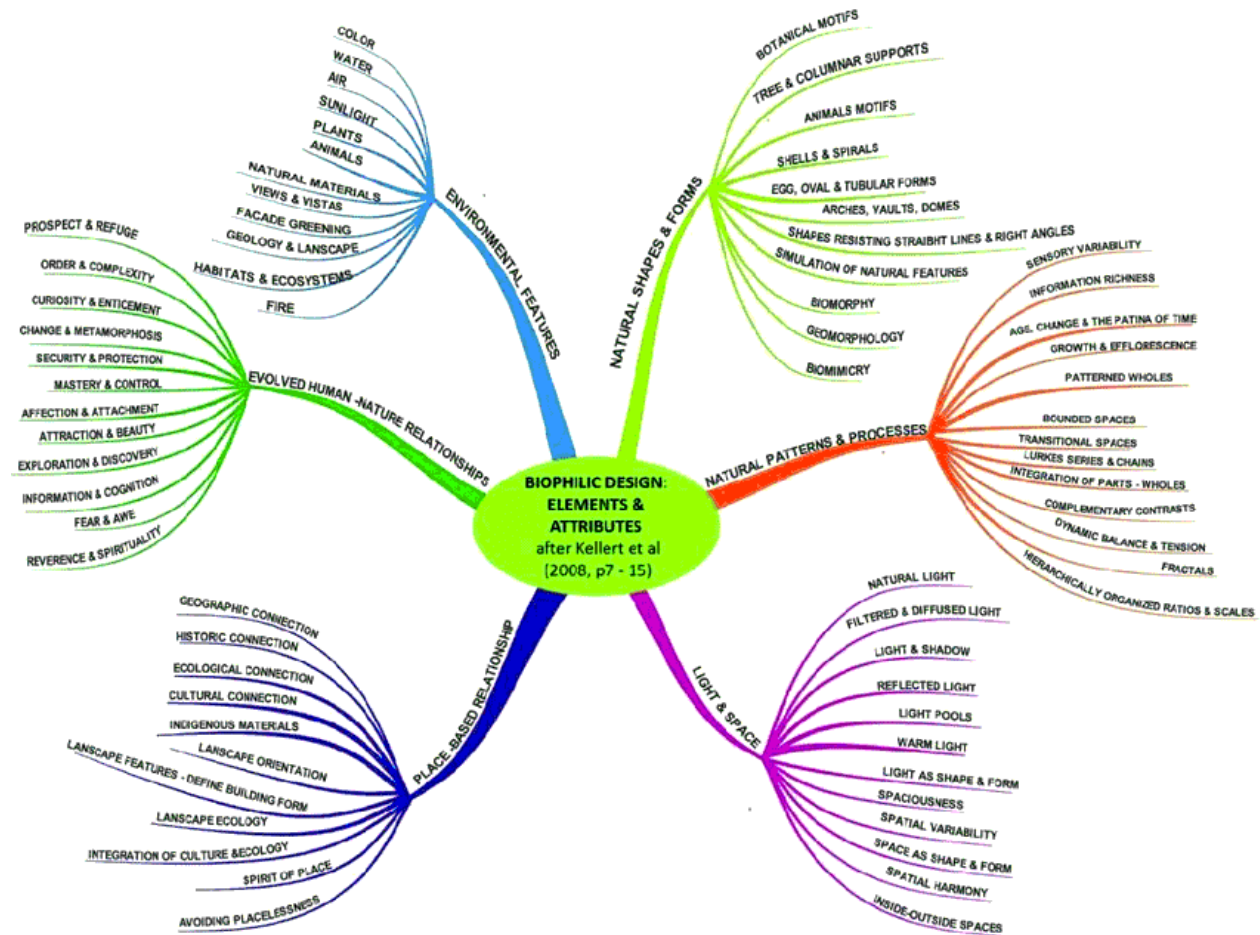 BIOPHILIC DESIGN:
ELEMENTS &
ATTRIBUTES
after Kellert et al
(2008, p7 - 15)
ENVIRONMENTAL FEATURES
COLOR
WATER
AIR
SUNLIGHT
PLANTS
ANIMALS
NATURAL MATERIALS
VIEWS & VISTAS
FACADE GREENING
GEOLOGY & LANSCAPE
HABITATS & ECOSYSTEMS
FIRE
NATURAL SHAPES & FORMS
BOTANICAL MOTIFS
TREE & COLUMNAR SUPPORTS
ANIMALS MOTIFS
SHELLS & SPIRALS
EGG, OVAL & TUBULAR FORMS
ARCHES, VAULTS, DOMES
SHAPES RESISTING STRAIBHT LINES & RIGHT ANGLES
SIMULATION OF NATURAL FEATURES
BIOMORPHY
GEOMORPHOLOGY
BIOMIMICRY
NATURAL PATTERNS & PROCESSES
SENSORY VARIABILITY
INFORMATION RICHNESS
AGE, CHANGE & THE PATINA OF TIME
GROWTH & EFFLORESCENCE
PATTERNED WHOLES
BOUNDED SPACES
TRANSITIONAL SPACES
LURKES SERIES & CHAINS
INTEGRATION OF PARTS - WHOLES
COMPLEMENTARY CONTRASTS
DYNAMIC BALANCE & TENSION
FRACTALS
HIERARCHICALLY ORGANIZED RATIOS & SCALES
LIGHT & SPACE
NATURAL LIGHT
FILTERED & DIFFUSED LIGHT
LIGHT & SHADOW
REFLECTED LIGHT
LIGHT POOLS
WARM LIGHT
LIGHT AS SHAPE & FORM
SPACIOUSNESS
SPATIAL VARIABILITY
SPACE AS SHAPE & FORM
SPATIAL HARMONY
INSIDE-OUTSIDE SPACES
PLACE -BASED RELATIONSHIP
GEOGRAPHIC CONNECTION
HISTORIC CONNECTION
ECOLOGICAL CONNECTION
CULTURAL CONNECTION
INDIGENOUS MATERIALS
LANSCAPE ORIENTATION
LANSCAPE FEATURES - DEFINE BUILDING FORM
LANSCAPE ECOLOGY
INTEGRATION OF CULTURE &ECOLOGY
SPIRIT OF PLACE
AVOIDING PLACELESSNESS
EVOLVED HUMAN -NATURE RELATIONSHIPS
PROSPECT & REFUGE
ORDER & COMPLEXITY
CURIOSITY & ENTICEMENT
CHANGE & METAMORPHOSIS
SECURITY & PROTECTION
MASTERY & CONTROL
AFFECTION & ATTACHMENT
ATTRACTION & BEAUTY
EXPLORATION & DISCOVERY
INFORMATION & COGNITION
FEAR & AWE
REVERENCE & SPIRITUALITY